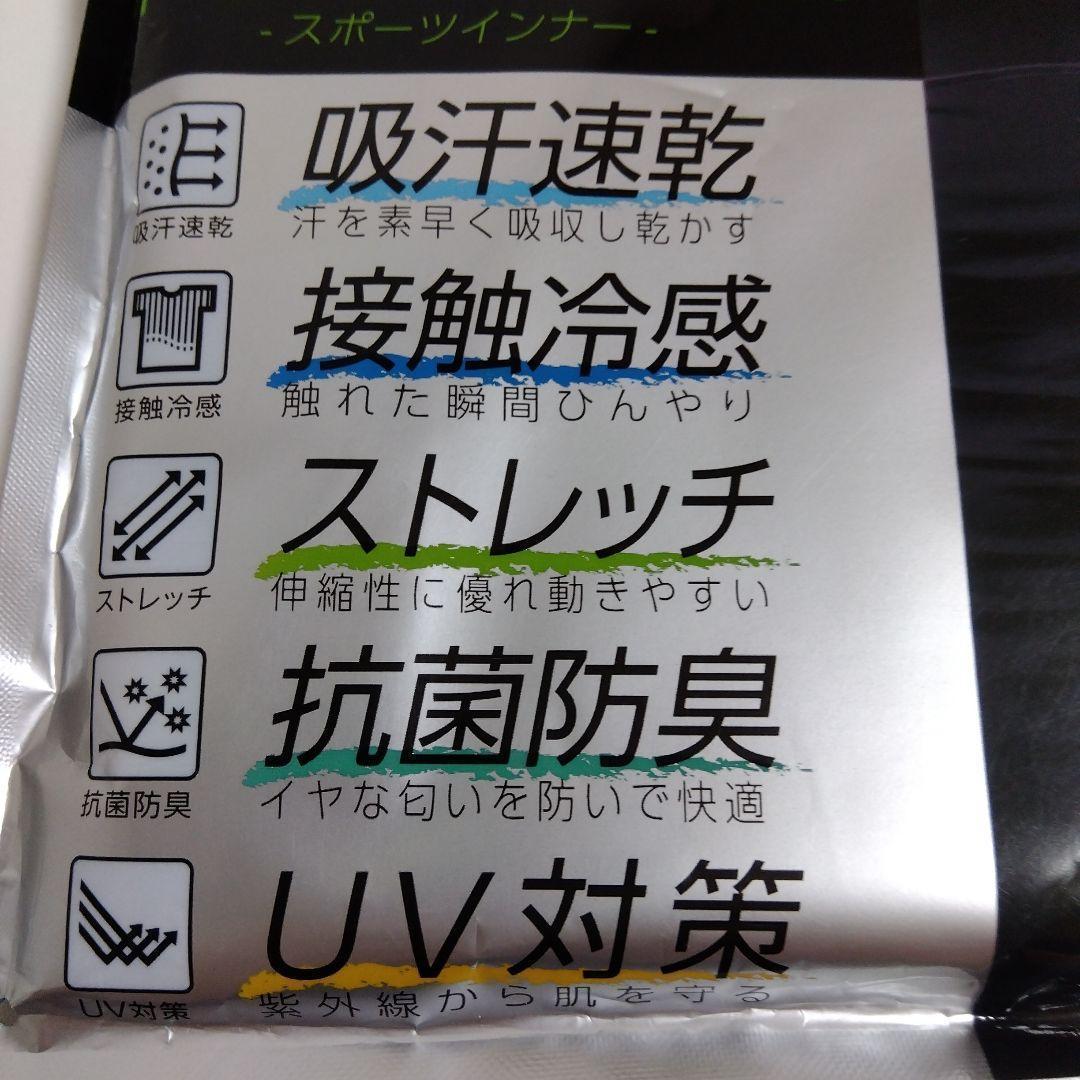 - スポーツインナー -
吸汗速乾
汗を素早く吸収し乾かす
吸汗速乾
接触冷感
触れた瞬間ひんやり
接触冷感
ストレッチ
伸縮性に優れ動きやすい
ストレッチ
抗菌防臭
イヤな匂いを防いで快適
抗菌防臭
UV対策
紫外線から肌を守る
UV対策